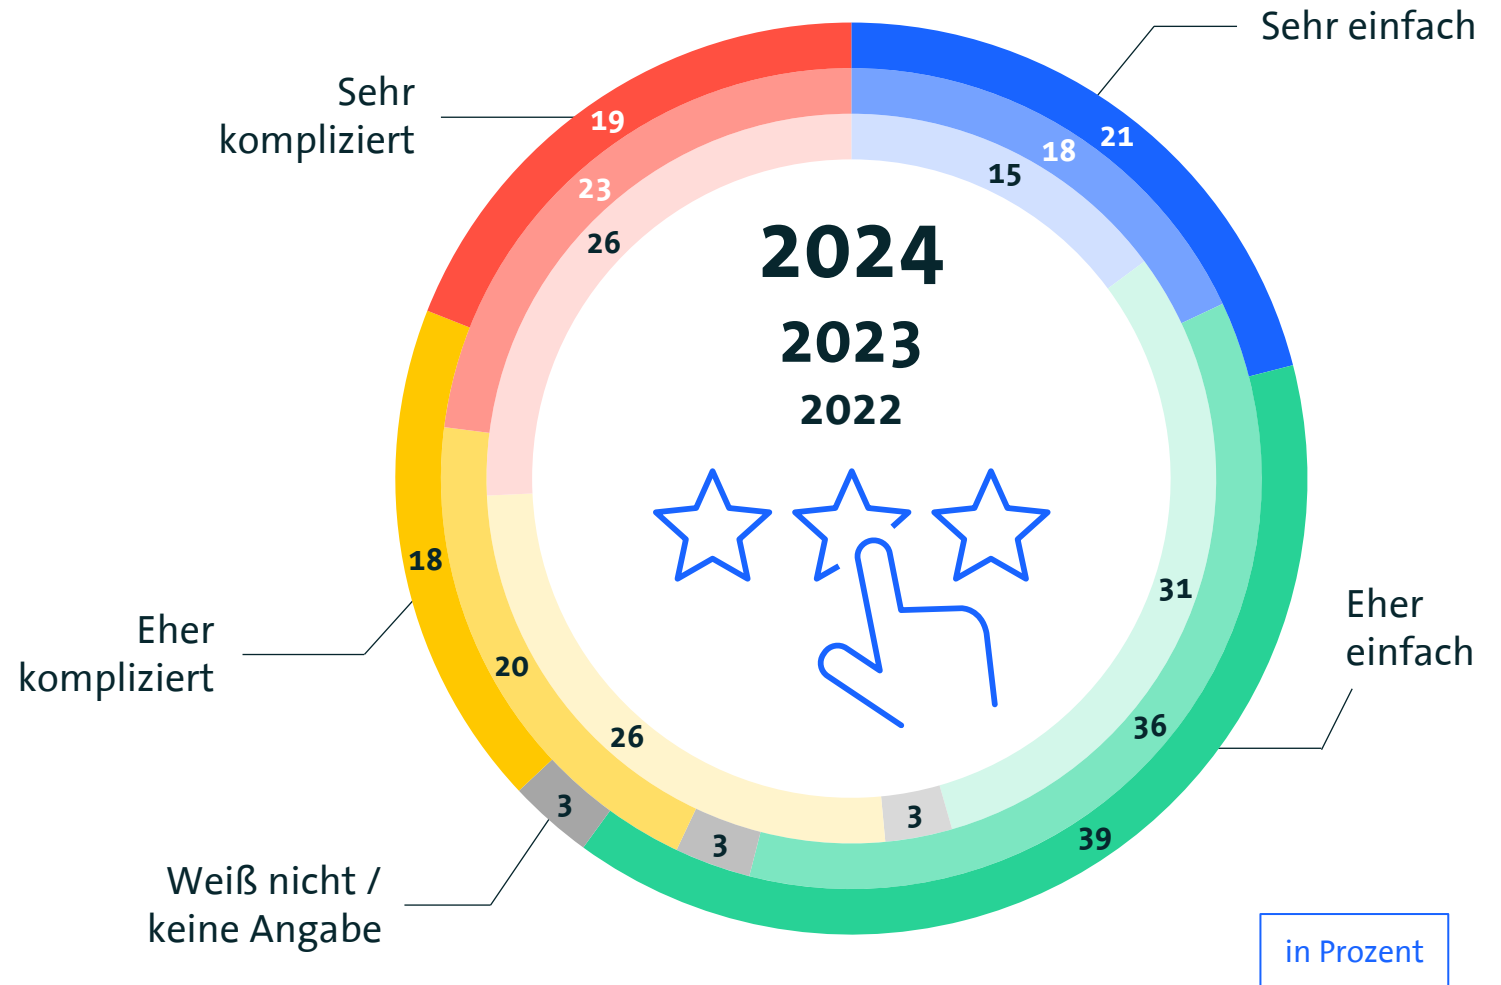 Sehr einfach
Sehr
kompliziert
19
21
18
15
23
26
2024
2023
2022
18
31
Eher
einfach
Eher
kompliziert
20
36
26
3
3
3
39
Weiß nicht /
keine Angabe
in Prozent